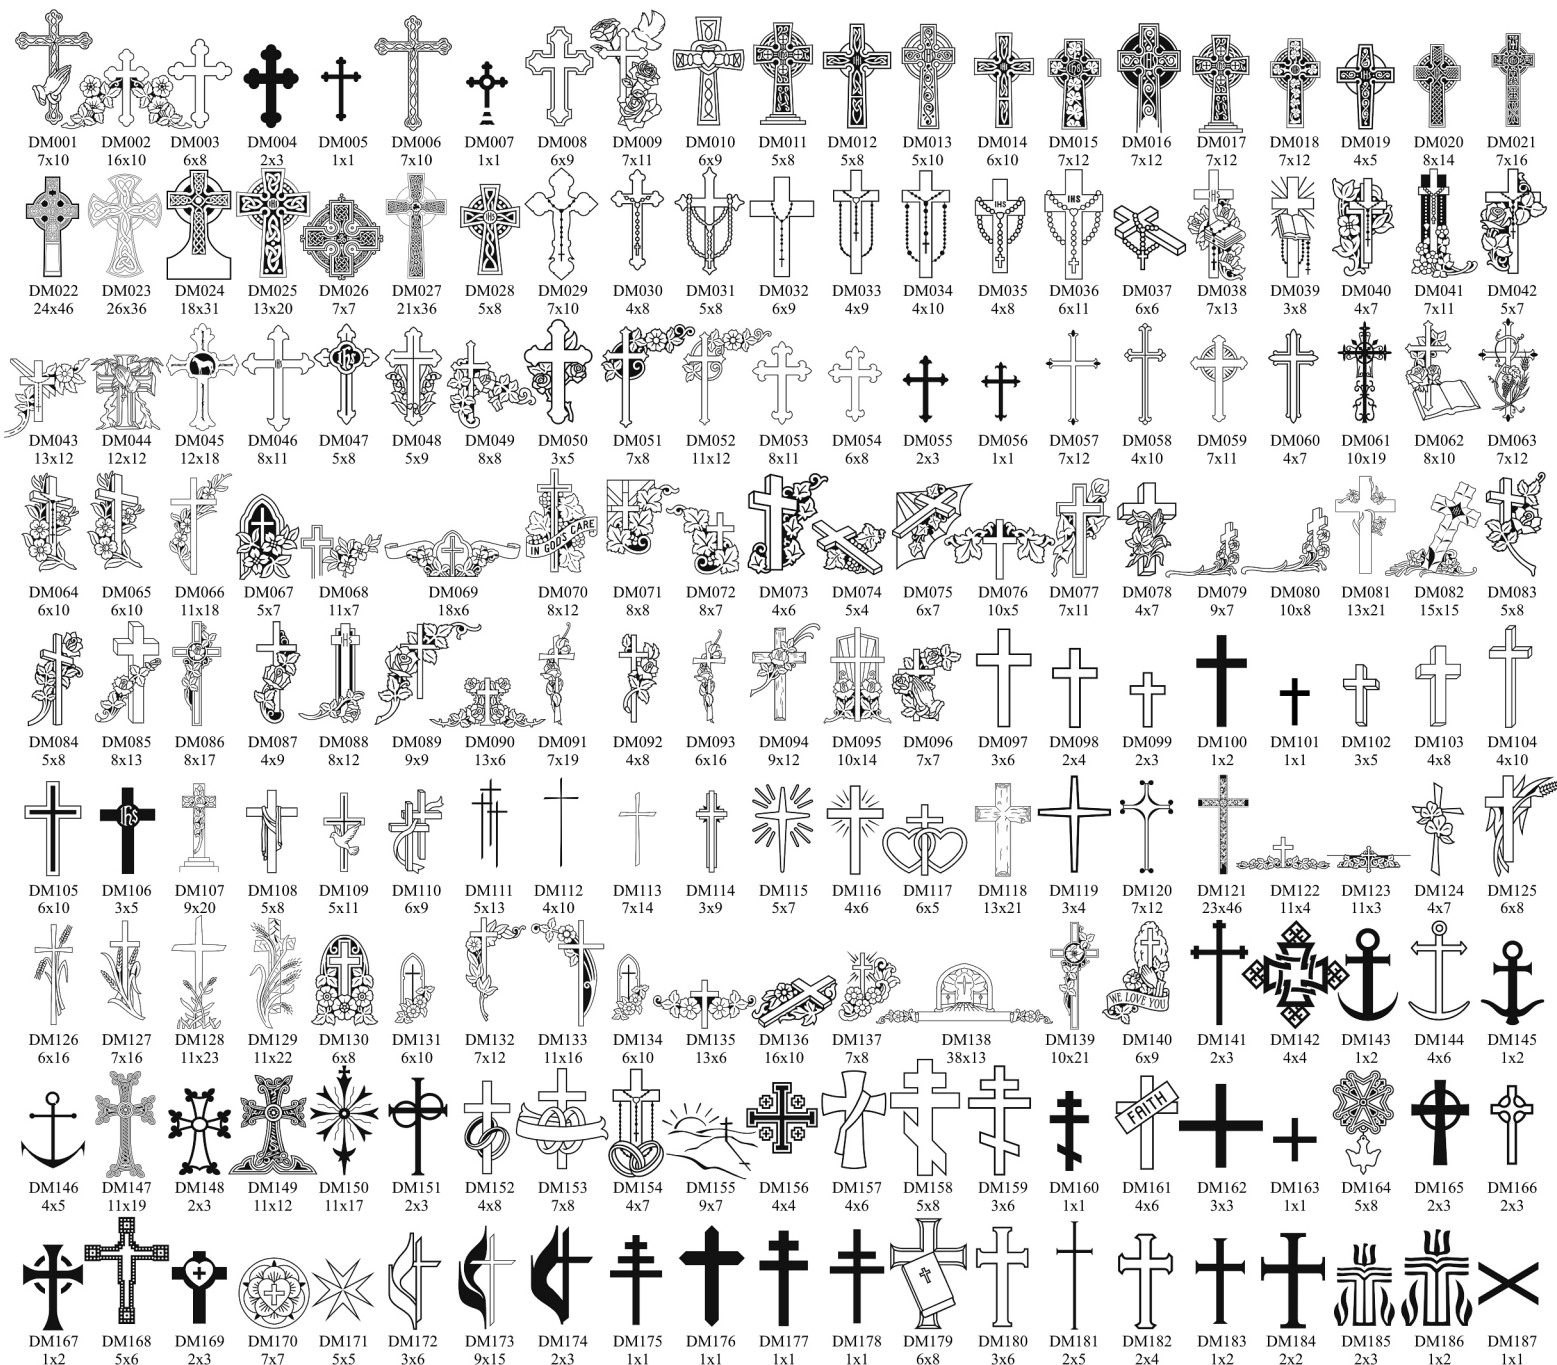 DM001 DM002 DM003 DM004 DM005 DM006 DM007 DM008 DM009 DM010 DM011 DM012 DM013 DM014 DM015 DM016 DM017 DM018 DM019 DM020 DM021
7x10 16x10 6x8 2x3 1x1 7x10 1x1 6x9 7x11 6x9 5x8 5x8 5x10 6x10 7x12 7x12 7x12 7x12 4x5 8x14 7x16
IHS IHS HS
DM022 DM023 DM024 DM025 DM026 DM027 DM028 DM029 DM030 DM031 DM032 DM033 DM034 DM035 DM036 DM037 DM038 DM039 DM040 DM041 DM042
24x46 26x36 18x31 13x20 7x7 21x36 5x8 7x10 4x8 5x8 6x9 4x9 4x10 4x8 6x11 6x6 7x13 3x8 4x7 7x11 5x7
Ihs
DM043 DM044 DM045 DM046 DM047 DM048 DM049 DM050 DM051 DM052 DM053 DM054 DM055 DM056 DM057 DM058 DM059 DM060 DM061 DM062 DM063
13x12 12x12 12x18 8x11 5x8 5x9 8x8 3x5 7x8 11x12 8x11 6x8 2x3 1x1 7x12 4x10 7x11 4x7 10x19 8x10 7x12
IN GOD'S CARE
DM064 DM065 DM066 DM067 DM068 DM069 DM070 DM071 DM072 DM073 DM074 DM075 DM076 DM077 DM078 DM079 DM080 DM081 DM082 DM083
6x10 6x10 11x18 5x7 11x7 18x6 8x12 8x8 8x7 4x6 5x4 6x7 10x5 7x11 4x7 9x7 10x8 13x21 15x15 5x8
IHS
DM084 DM085 DM086 DM087 DM088 DM089 DM090 DM091 DM092 DM093 DM094 DM095 DM096 DM097 DM098 DM099 DM100 DM101 DM102 DM103 DM104
5x8 8x13 8x17 4x9 8x12 9x9 13x6 7x19 4x8 6x16 9x12 10x14 7x7 3x6 2x4 2x3 1x2 1x1 3x5 4x8 4x10
Ihs
DM105 DM106 DM107 DM108 DM109 DM110 DM111 DM112 DM113 DM114 DM115 DM116 DM117 DM118 DM119 DM120 DM121 DM122 DM123 DM124 DM125
6x10 3x5 9x20 5x8 5x11 6x9 5x13 4x10 7x14 3x9 5x7 4x6 6x5 13x21 3x4 7x12 23x46 11x4 11x3 4x7 6x8
WE LOVE YOU
DM126 DM127 DM128 DM129 DM130 DM131 DM132 DM133 DM134 DM135 DM136 DM137 DM138 DM139 DM140 DM141 DM142 DM143 DM144 DM145
6x16 7x16 11x23 11x22 6x8 6x10 7x12 11x16 6x10 13x6 16x10 7x8 38x13 10x21 6x9 2x3 4x4 1x2 4x6 1x2
FAITH
DM146 DM147 DM148 DM149 DM150 DM151 DM152 DM153 DM154 DM155 DM156 DM157 DM158 DM159 DM160 DM161 DM162 DM163 DM164 DM165 DM166
4x5 11x19 2x3 11x12 11x17 2x3 4x8 7x8 4x7 9x7 4x4 4x6 5x8 3x6 1x1 4x6 3x3 1x1 5x8 2x3 2x3
DM167 DM168 DM169 DM170 DM171 DM172 DM173 DM174 DM175 DM176 DM177 DM178 DM179 DM180 DM181 DM182 DM183 DM184 DM185 DM186 DM187
1x2 5x6 2x3 7x7 5x5 3x6 9x15 2x3 1x1 1x1 1x1 1x1 6x8 3x6 2x5 2x4 1x2 2x2 2x3 1x2 1x1